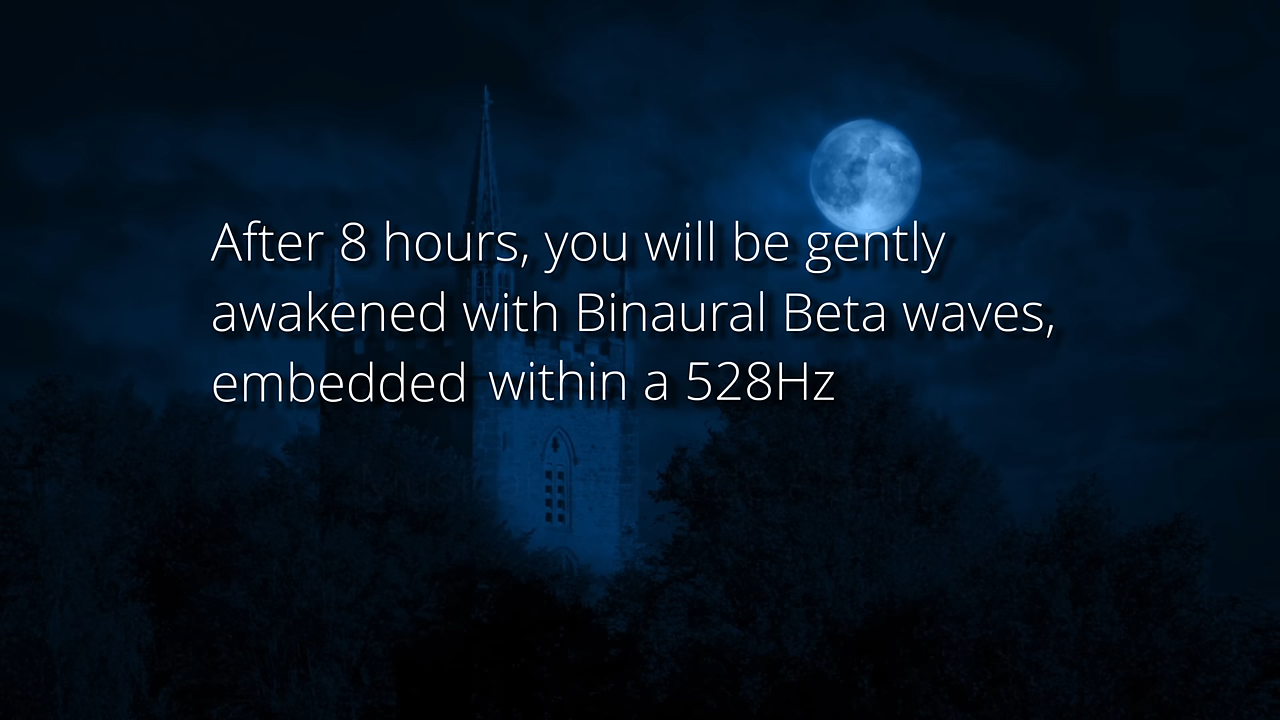 After 8 hours, you will be gently
awakened with Binaural Beta waves,
embedded within a 528Hz